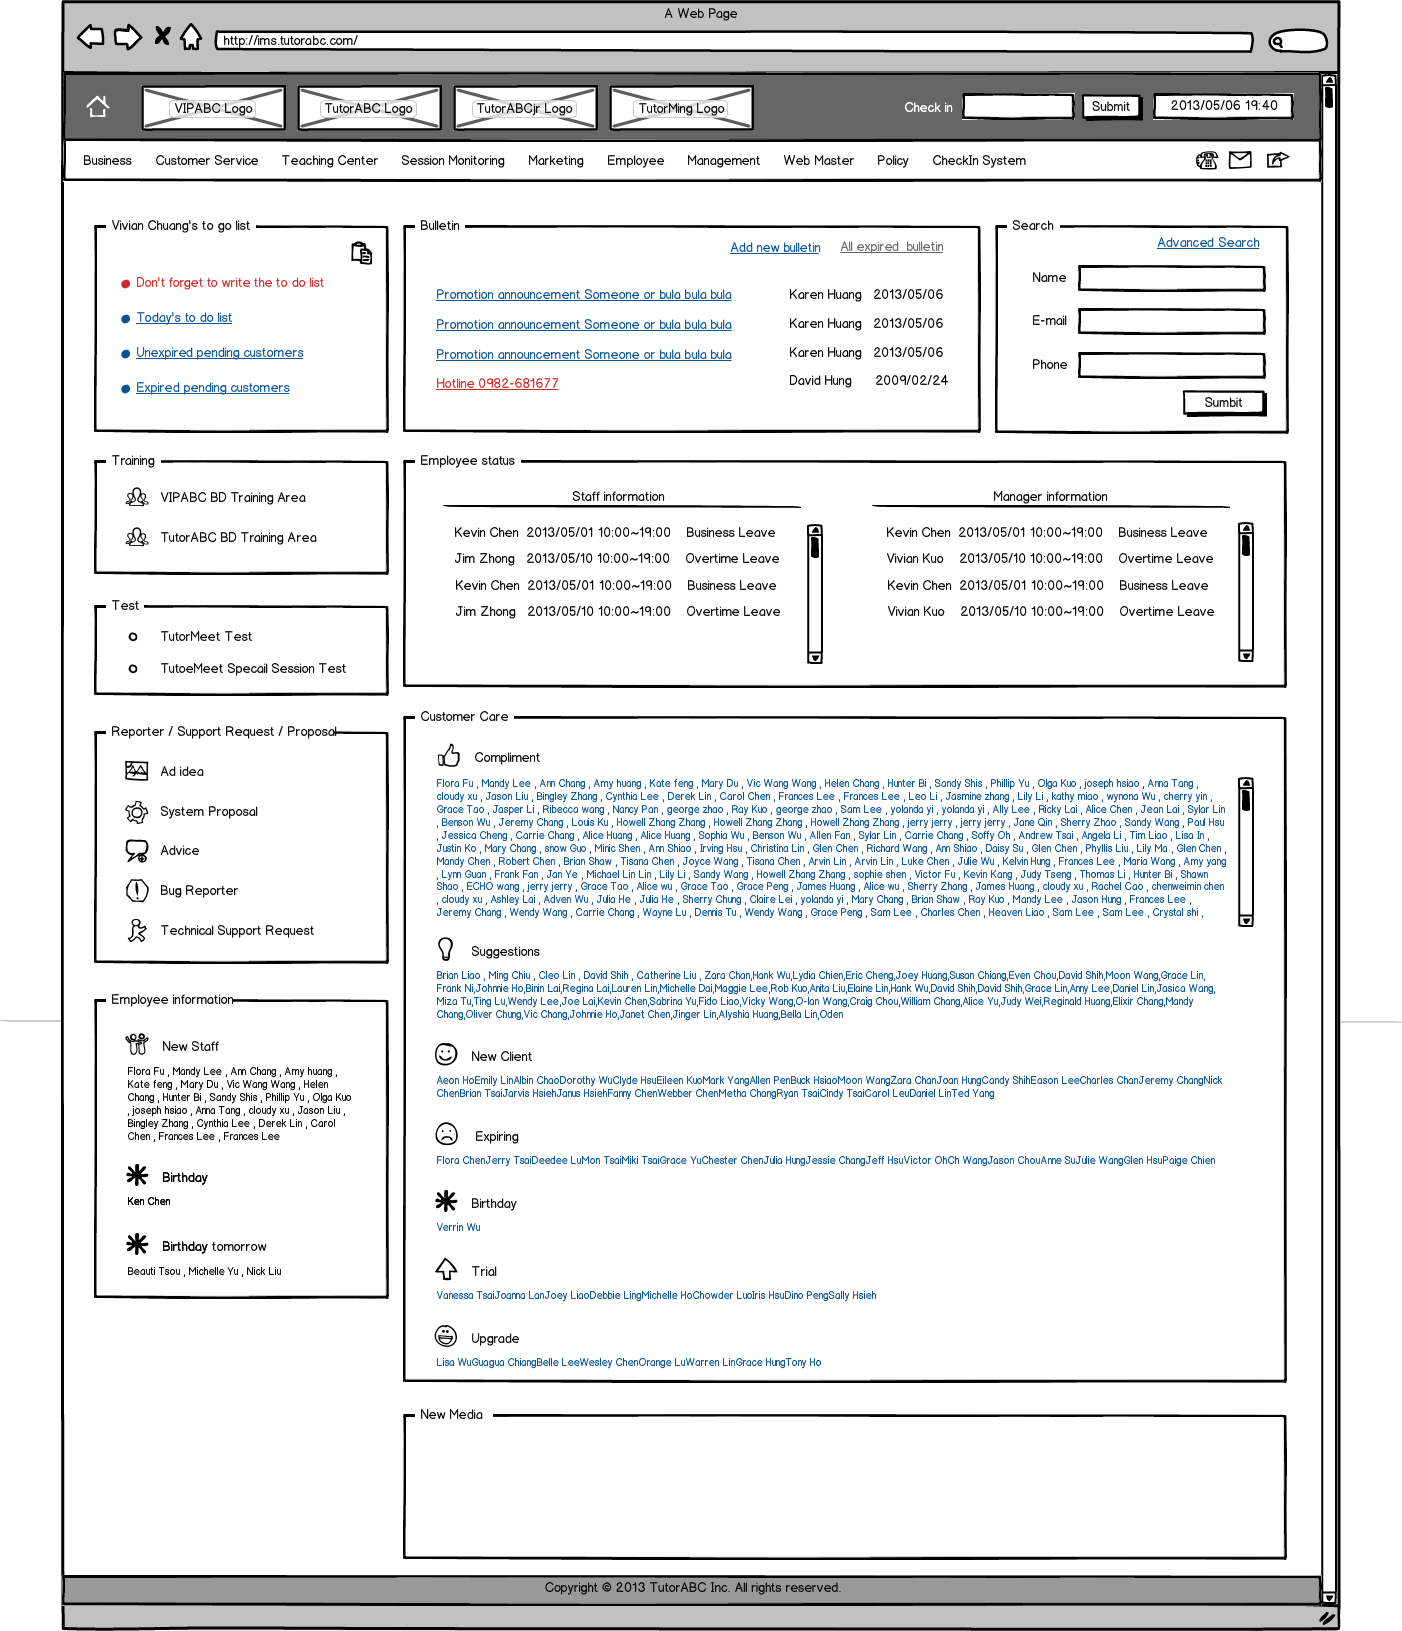 A Web Page
http://ims.tutorabc.com/
VIPABC Logo
TutorABC Logo
TutorABCjr Logo
TutorMing Logo
Check in
Submit
2013/05/06 19:40
Business Customer Service Teaching Center Session Monitoring Marketing Employee Management Web Master Policy CheckIn System
Vivian Chuang's to go list
Don't forget to write the to do list
Today's to do list
Unexpired pending customers
Expired pending customers
Bulletin
Add new bulletin All expired bulletin
Promotion announcement Someone or bula bula bula Karen Huang 2013/05/06
Promotion announcement Someone or bula bula bula Karen Huang 2013/05/06
Promotion announcement Someone or bula bula bula Karen Huang 2013/05/06
Hotline 0982-681677 David Hung 2009/02/24
Search
Advanced Search
Name
E-mail
Phone
Sumbit
Training
VIPABC BD Training Area
TutorABC BD Training Area
Test
TutorMeet Test
TutoeMeet Specail Session Test
Reporter / Support Request / Proposal
Ad idea
System Proposal
Advice
Bug Reporter
Technical Support Request
Employee information
New Staff
Flora Fu , Mandy Lee , Ann Chang , Amy huang ,
Kate feng , Mary Du , Vic Wang Wang , Helen
Chang , Hunter Bi , Sandy Shis , Phillip Yu , Olga Kuo
, joseph hsiao , Anna Tang , cloudy xu , Jason Liu ,
Bingley Zhang , Cynthia Lee , Derek Lin , Carol
Chen , Frances Lee , Frances Lee
Birthday
Ken Chen
Birthday tomorrow
Beauti Tsou , Michelle Yu , Nick Liu
Employee status
Staff information
Kevin Chen 2013/05/01 10:00~19:00 Business Leave
Jim Zhong 2013/05/10 10:00~19:00 Overtime Leave
Kevin Chen 2013/05/01 10:00~19:00 Business Leave
Jim Zhong 2013/05/10 10:00~19:00 Overtime Leave
Manager information
Kevin Chen 2013/05/01 10:00~19:00 Business Leave
Vivian Kuo 2013/05/10 10:00~19:00 Overtime Leave
Kevin Chen 2013/05/01 10:00~19:00 Business Leave
Vivian Kuo 2013/05/10 10:00~19:00 Overtime Leave
Customer Care
Compliment
Flora Fu , Mandy Lee , Ann Chang , Amy huang , Kate feng , Mary Du , Vic Wang Wang , Helen Chang , Hunter Bi , Sandy Shis , Phillip Yu , Olga Kuo , joseph hsiao , Anna Tang ,
cloudy xu , Jason Liu , Bingley Zhang , Cynthia Lee , Derek Lin , Carol Chen , Frances Lee , Frances Lee , Leo Li , Jasmine zhang , Lily Li , kathy miao , wynona Wu , cherry yin ,
Grace Tao , Jasper Li , Ribecca wang , Nancy Pan , george zhao , Ray Kuo , george zhao , Sam Lee , yolanda yi , yolanda yi , Ally Lee , Ricky Lai , Alice Chen , Jean Lai , Sylar Lin
, Benson Wu , Jeremy Chang , Louis Ku , Howell Zhang Zhang , Howell Zhang Zhang , Howell Zhang Zhang , jerry jerry , jerry jerry , Jane Qin , Sherry Zhao , Sandy Wang , Paul Hsu
, Jessica Cheng , Carrie Chang , Alice Huang , Alice Huang , Sophia Wu , Benson Wu , Allen Fan , Sylar Lin , Carrie Chang , Soffy Oh , Andrew Tsai , Angela Li , Tim Liao , Lisa In ,
Justin Ko , Mary Chang , snow Guo , Minic Shen , Ann Shiao , Irving Hsu , Christina Lin , Glen Chen , Richard Wang , Ann Shiao , Daisy Su , Glen Chen , Phyllis Liu , Lily Ma , Glen Chen ,
Mandy Chen , Robert Chen , Brian Shaw , Tisana Chen , Joyce Wang , Tisana Chen , Arvin Lin , Arvin Lin , Luke Chen , Julie Wu , Kelvin Hung , Frances Lee , Maria Wang , Amy yang
, Lynn Guan , Frank Fan , Jan Ye , Michael Lin Lin , Lily Li , Sandy Wang , Howell Zhang Zhang , sophie shen , Victor Fu , Kevin Kang , Judy Tseng , Thomas Li , Hunter Bi , Shawn
Shao , ECHO wang , jerry jerry , Grace Tao , Alice wu , Grace Tao , Grace Peng , James Huang , Alice wu , Sherry Zhang , James Huang , cloudy xu , Rachel Cao , chenweimin chen
, cloudy xu , Ashley Lai , Adven Wu , Julia He , Julia He , Sherry Chung , Claire Lei , yolanda yi , Mary Chang , Brian Shaw , Ray Kuo , Mandy Lee , Jason Hung , Frances Lee ,
Jeremy Chang , Wendy Wang , Carrie Chang , Wayne Lu , Dennis Tu , Wendy Wang , Grace Peng , Sam Lee , Charles Chen , Heaven Liao , Sam Lee , Sam Lee , Crystal shi ,
Suggestions
Brian Liao , Ming Chiu , Cleo Lin , David Shih , Catherine Liu , Zara Chan,Hank Wu,Lydia Chien,Eric Cheng,Joey Huang,Susan Chiang,Even Chou,David Shih,Moon Wang,Grace Lin,
Frank Ni,Johnnie Ho,Binin Lai,Regina Lai,Lauren Lin,Michelle Dai,Maggie Lee,Rob Kuo,Anita Liu,Elaine Lin,Hank Wu,David Shih,David Shih,Grace Lin,Anny Lee,Daniel Lin,Jasica Wang,
Miza Tu,Ting Lu,Wendy Lee,Joe Lai,Kevin Chen,Sabrina Yu,Fido Liao,Vicky Wang,O-lan Wang,Craig Chou,William Chang,Alice Yu,Judy Wei,Reginald Huang,Elixir Chang,Mandy
Chang,Oliver Chung,Vic Chang,Johnnie Ho,Janet Chen,Jinger Lin,Alyshia Huang,Bella Lin,Oden
New Client
Aeon HoEmily LinAlbin ChaoDorothy WuClyde HsuEileen KuoMark YangAllen PenBuck HsiaoMoon WangZara ChanJoan HungCandy ShihEason LeeCharles ChanJeremy ChangNick
ChenBrian TsaiJarvis HsiehJanus HsiehFanny ChenWebber ChenMetha ChangRyan TsaiCindy TsaiCarol LeuDaniel LinTed Yang
Expiring
Flora ChenJerry TsaiDeedee LuMon TsaiMiki TsaiGrace YuChester ChenJulia HungJessie ChangJeff HsuVictor OhCh WangJason ChouAnne SuJulie WangGlen HsuPaige Chien
Birthday
Verrin Wu
Trial
Vanessa TsaiJoanna LanJoey LiaoDebbie LingMichelle HoChowder LuoIris HsuDino PengSally Hsieh
Upgrade
Lisa WuGuagua ChiangBelle LeeWesley ChenOrange LuWarren LinGrace HungTony Ho
New Media
Copyright © 2013 TutorABC Inc. All rights reserved.